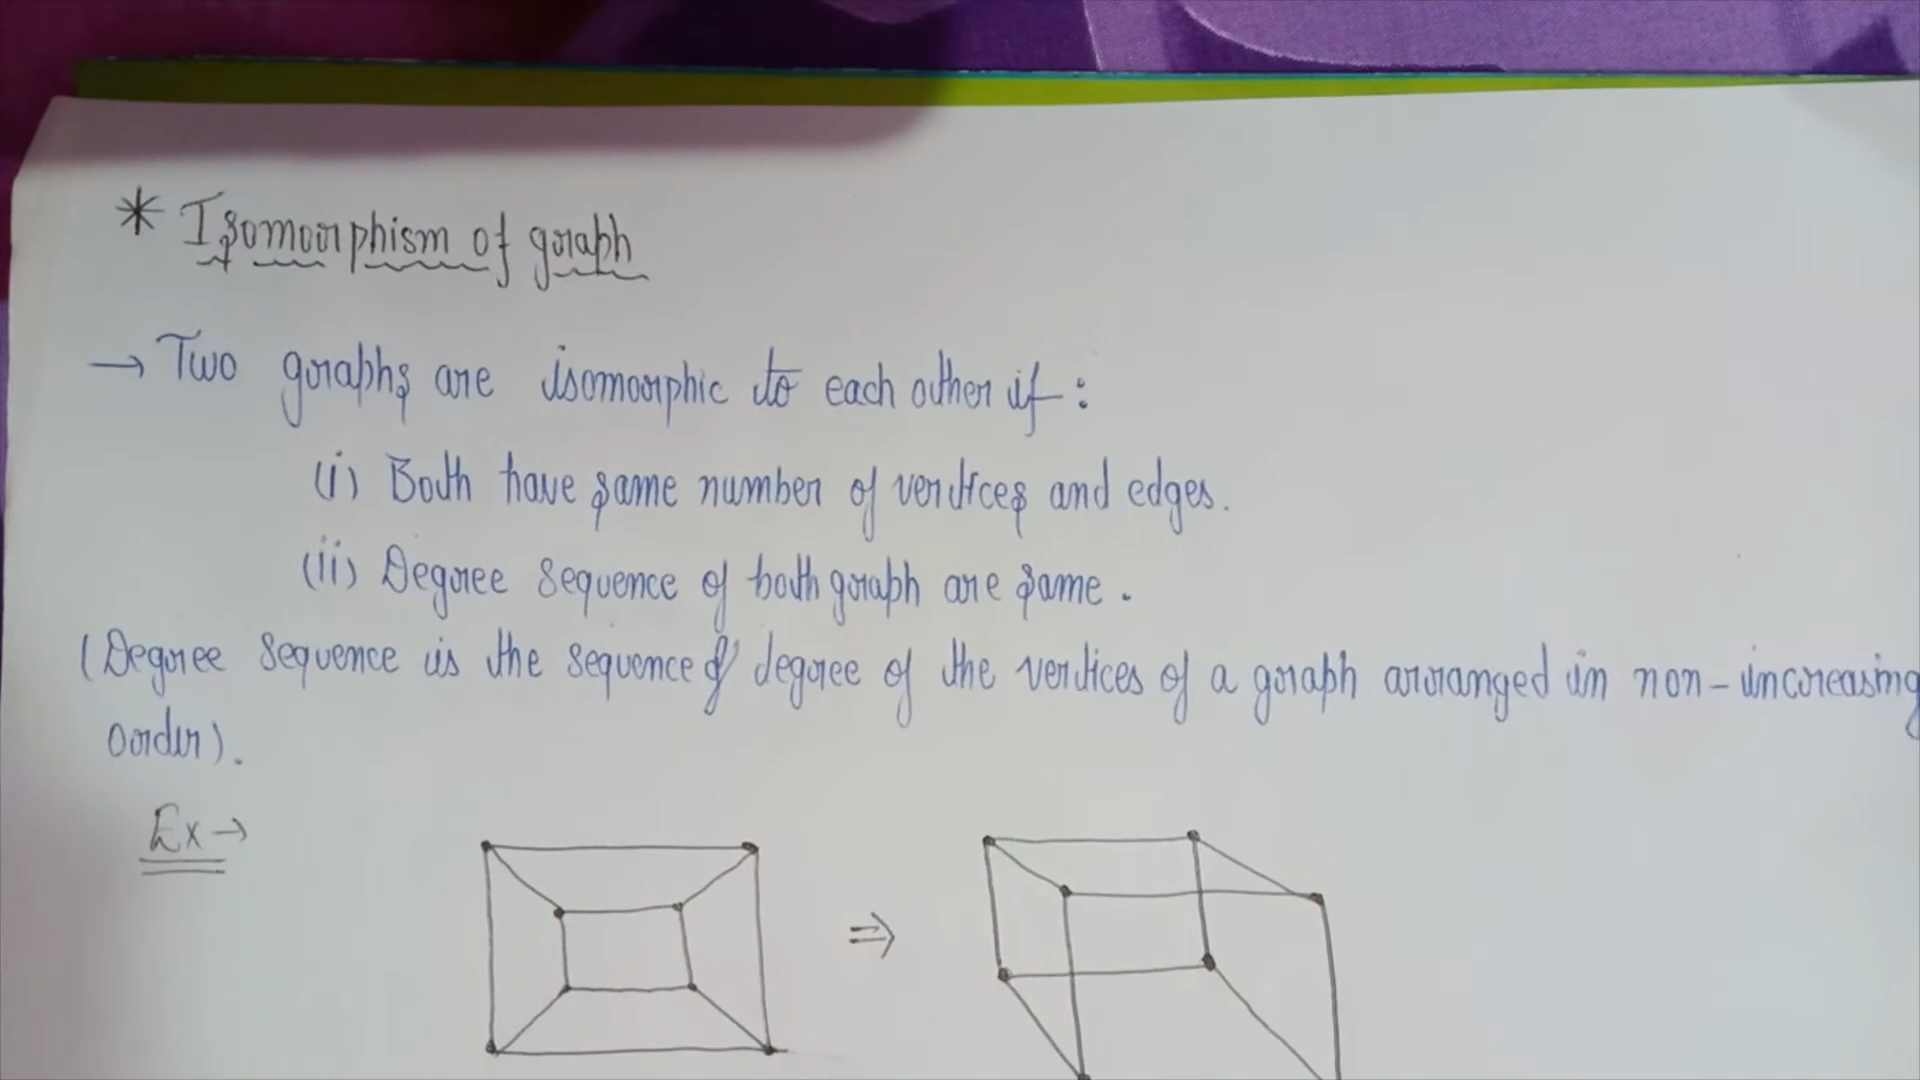 * Isomorphism of graph
→ Two graphs are isomorphic to each other if :
(i) Both have same number of vertices and edges.
(ii) Degree sequence of both graph are same .
(Degree sequence is the sequence of degree of the vertices of a graph arranged in non-increasing
order).
Ex →
⇒